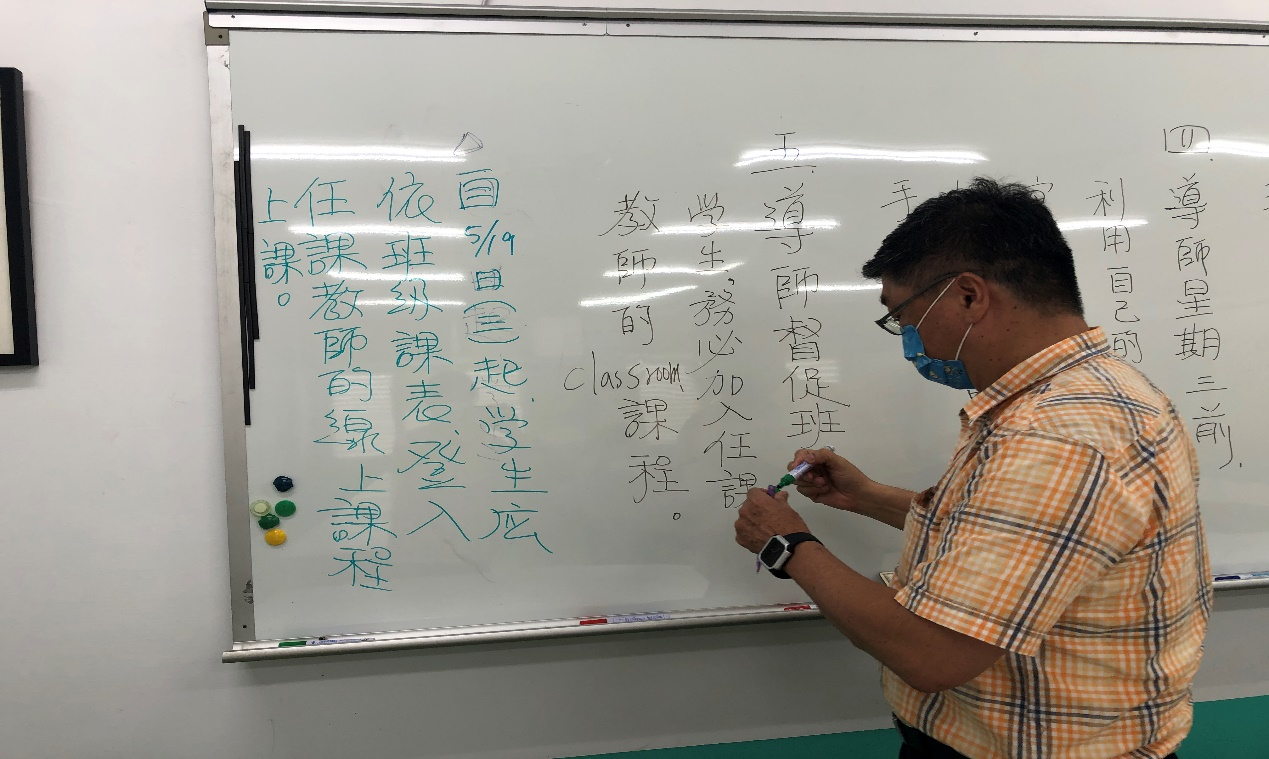 四、導師星期三前,
利用自己的
手
五、導師督促班
学生,務必加入任課
教師的classroom課程。
△自5/19日(三)起,学生应
依班級課表,登入
任課教師的線上課程
上課。